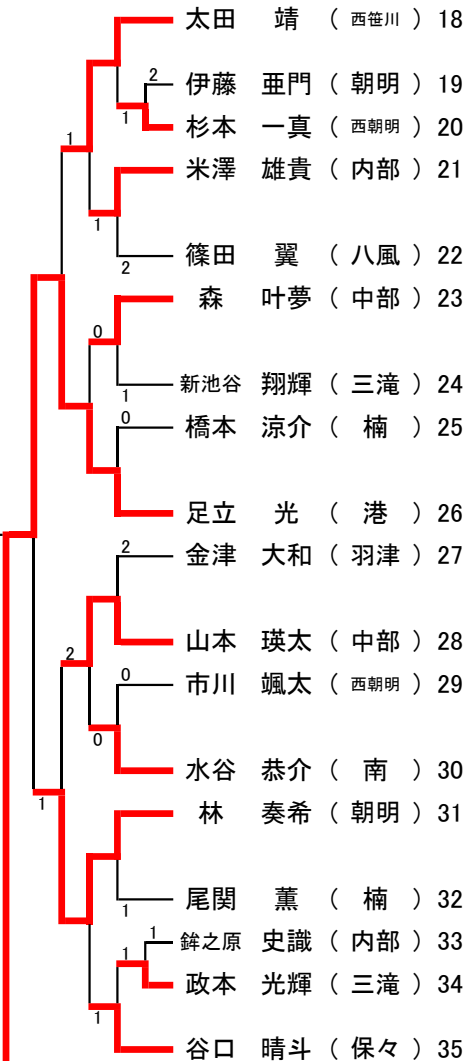 太田 靖 ( 西笹川 ) 18
2
伊藤 亜門 ( 朝明 ) 19
1
杉本 一真 ( 西朝明 ) 20
1
米澤 雄貴 ( 内部 ) 21
1
篠田 翼 ( 八風 ) 22
2
森 叶夢 ( 中部 ) 23
0
新池谷 翔輝 ( 三滝 ) 24
1
橋本 涼介 ( 楠 ) 25
0
足立 光 ( 港 ) 26
金津 大和 ( 羽津 ) 27
2
山本 瑛太 ( 中部 ) 28
2
市川 颯太 ( 西朝明 ) 29
0
0
水谷 恭介 ( 南 ) 30
1
林 奏希 ( 朝明 ) 31
尾関 薫 ( 楠 ) 32
1
鉾之原 史識 ( 内部 ) 33
1
1
政本 光輝 ( 三滝 ) 34
1
谷口 晴斗 ( 保々 ) 35